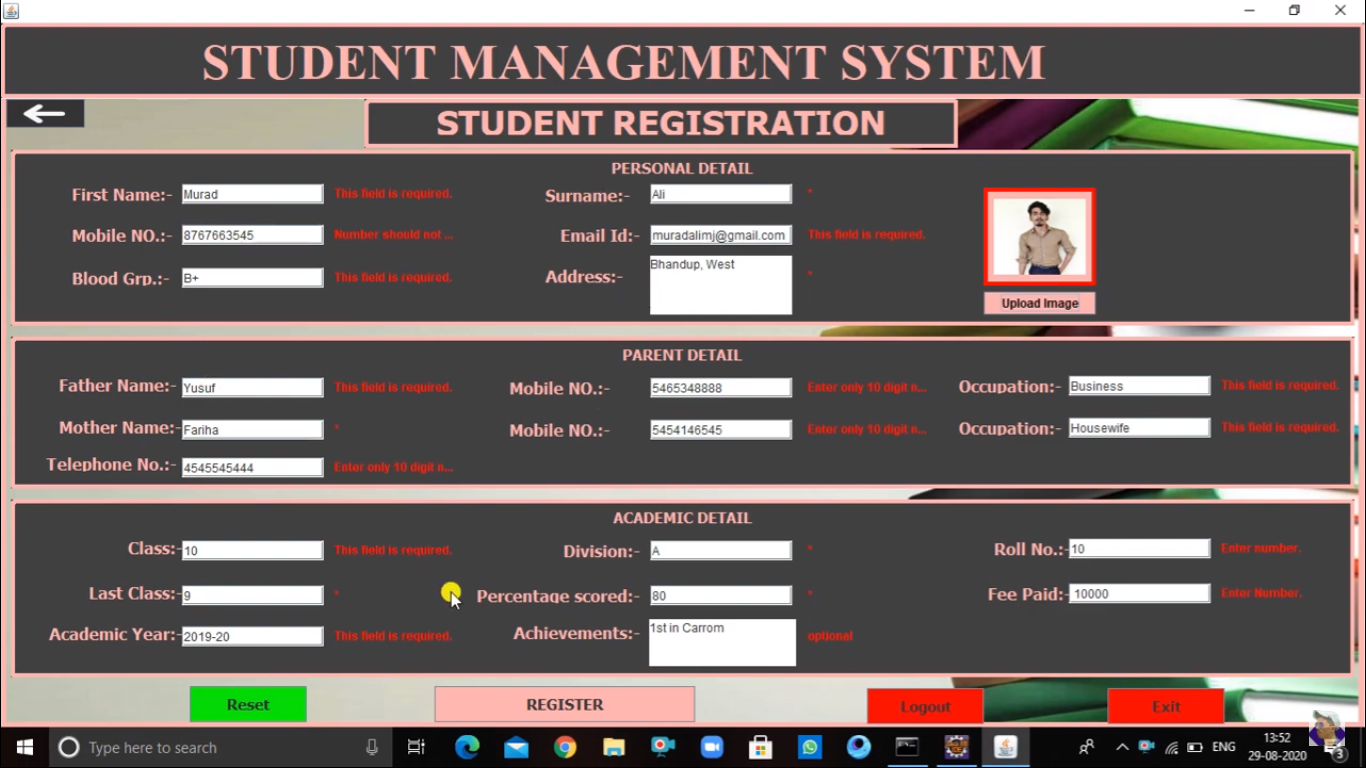 STUDENT MANAGEMENT SYSTEM
STUDENT REGISTRATION
PERSONAL DETAIL
First Name:- Murad This field is required. Surname:- Ali *
Mobile NO.:- 8767663545 Number should not ... Email Id:- muradalimj@gmail.com This field is required.
Blood Grp.:- B+ This field is required. Address:- Bhandup, West *
Upload Image
PARENT DETAIL
Father Name:- Yusuf This field is required. Mobile NO.:- 5465348888 Enter only 10 digit n... Occupation:- Business This field is required.
Mother Name:- Fariha * Mobile NO.:- 5454146545 Enter only 10 digit n... Occupation:- Housewife This field is required.
Telephone No.:- 4545545444 Enter only 10 digit n...
ACADEMIC DETAIL
Class:- 10 This field is required. Division:- A * Roll No.:- 10 Enter number.
Last Class:- 9 * Percentage scored:- 80 * Fee Paid:- 10000 Enter Number.
Academic Year:- 2019-20 This field is required. Achievements:- 1st in Carrom optional
Reset REGISTER Logout Exit
Type here to search ENG 13:52
29-08-2020 3